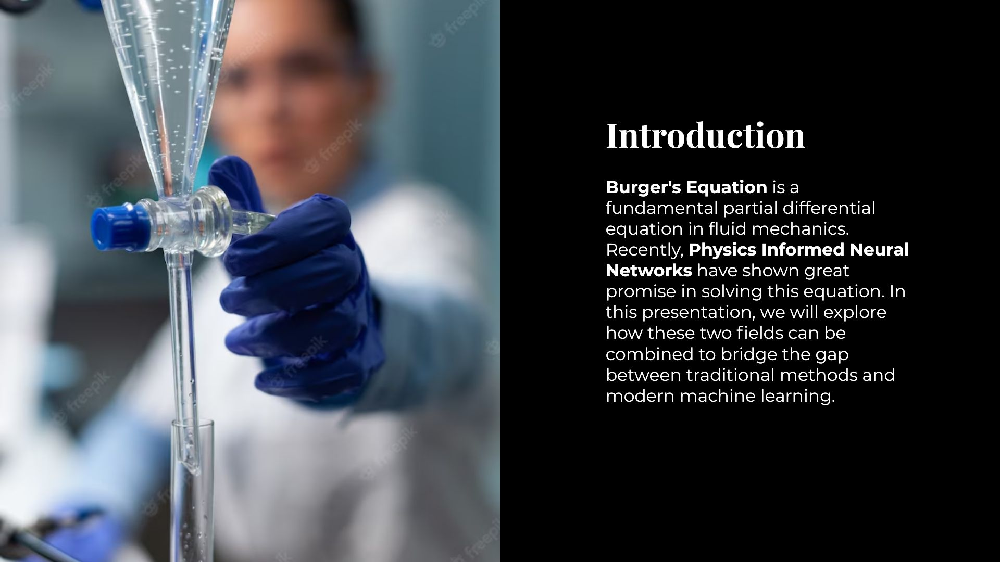 Introduction
Burger's Equation is a
fundamental partial differential
equation in fluid mechanics.
Recently, Physics Informed Neural
Networks have shown great
promise in solving this equation. In
this presentation, we will explore
how these two fields can be
combined to bridge the gap
between traditional methods and
modern machine learning.
freepik
freepik
freepik
freepik
freepik
freepik
freepik